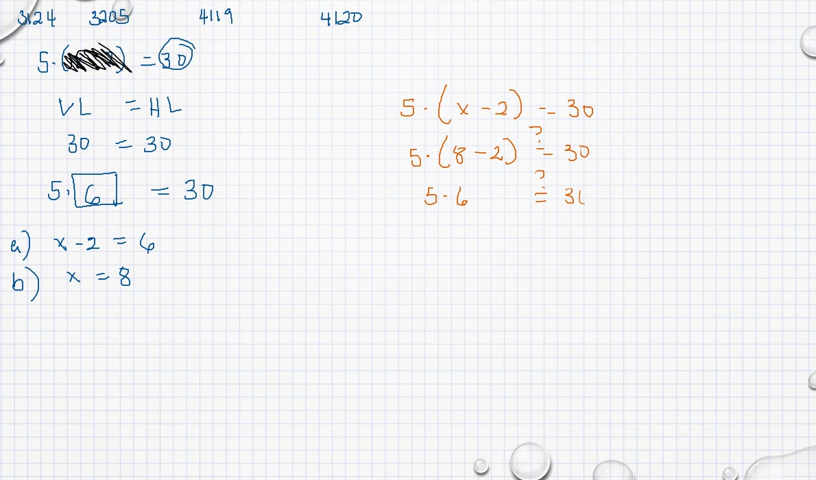 3124 3205 4119 4120
5·( ) = 30
VL = HL
30 = 30
5·6 = 30
a) x-2 = 6
b) x = 8
5·(x-2) = 30
5·(8-2) ?= 30
5·6 ?= 30